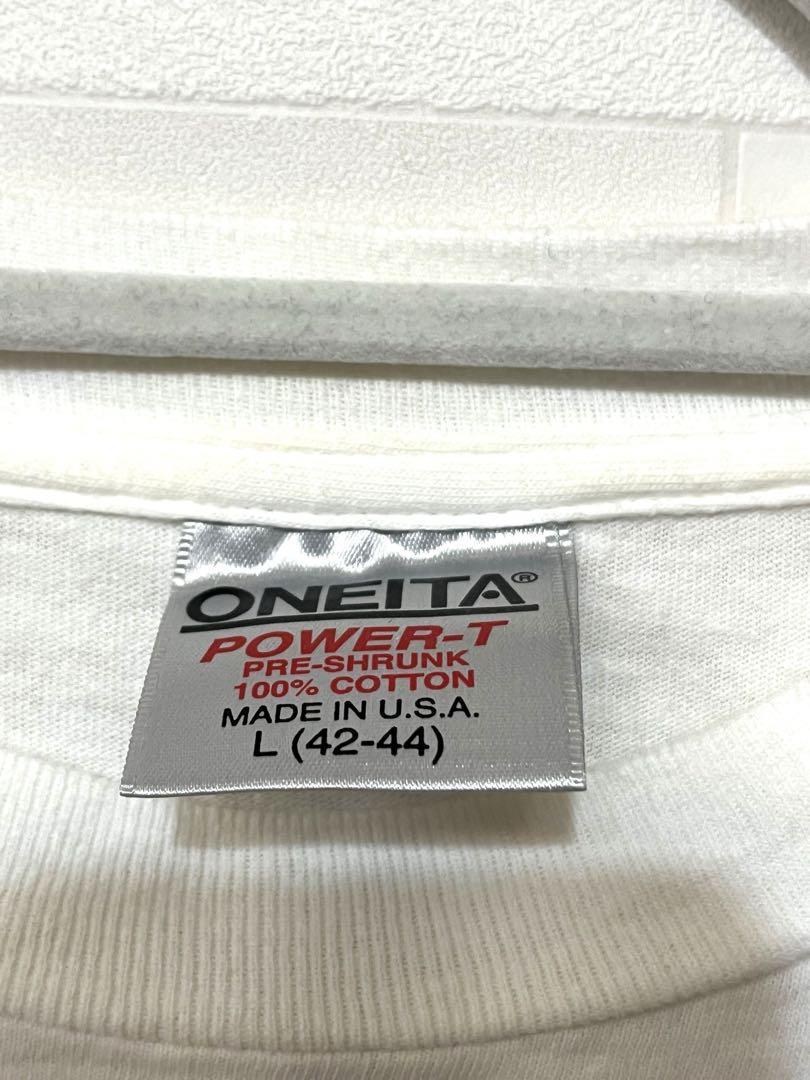 ONEITA®
POWER-T
PRE-SHRUNK
100% COTTON
MADE IN U.S.A.
L (42-44)